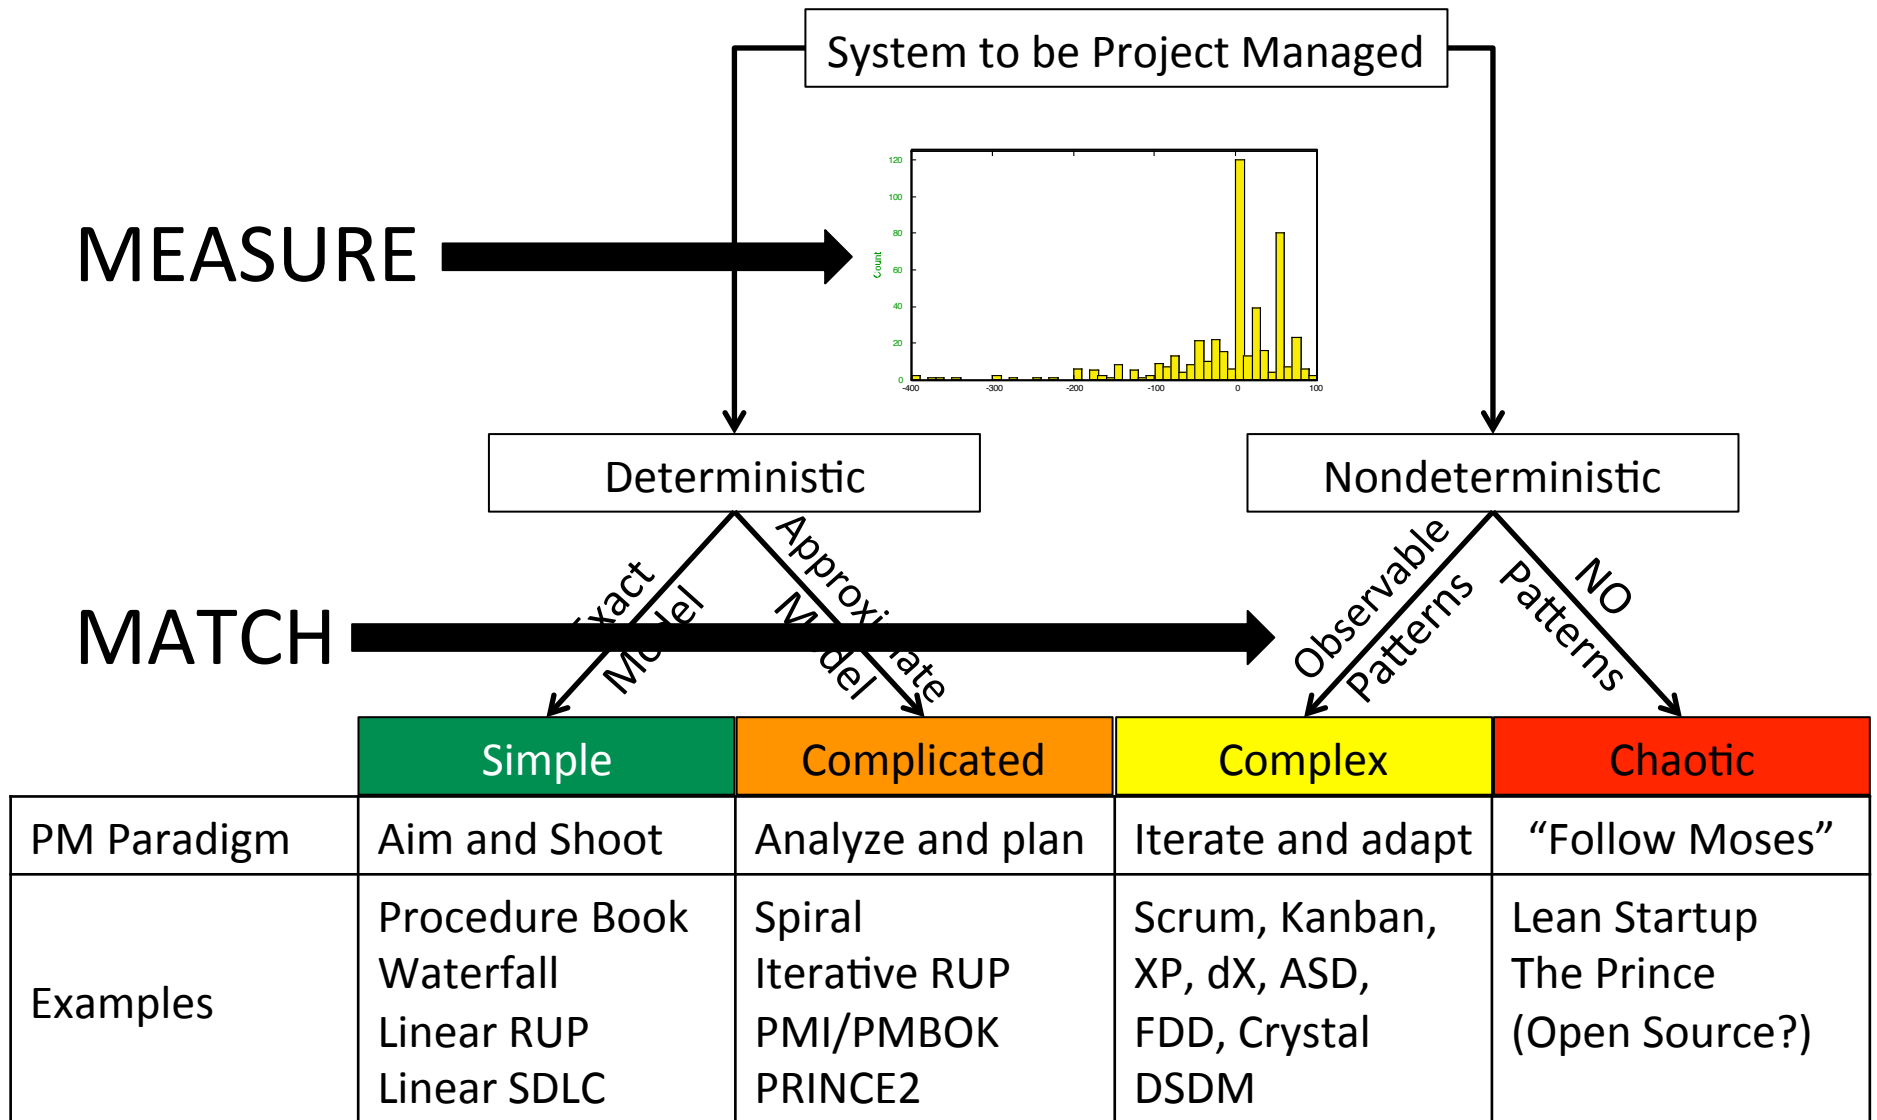 System to be Project Managed
MEASURE
120
100
80
60
40
20
0
Count
-400
-300
-200
-100
0
100
Deterministic
Nondeterministic
Exact
Model
Approximate
Model
Observable
Patterns
NO
Patterns
MATCH
Simple
Complicated
Complex
Chaotic
PM Paradigm
Aim and Shoot
Analyze and plan
Iterate and adapt
“Follow Moses”
Examples
Procedure Book
Waterfall
Linear RUP
Linear SDLC
Spiral
Iterative RUP
PMI/PMBOK
PRINCE2
Scrum, Kanban,
XP, dX, ASD,
FDD, Crystal
DSDM
Lean Startup
The Prince
(Open Source?)